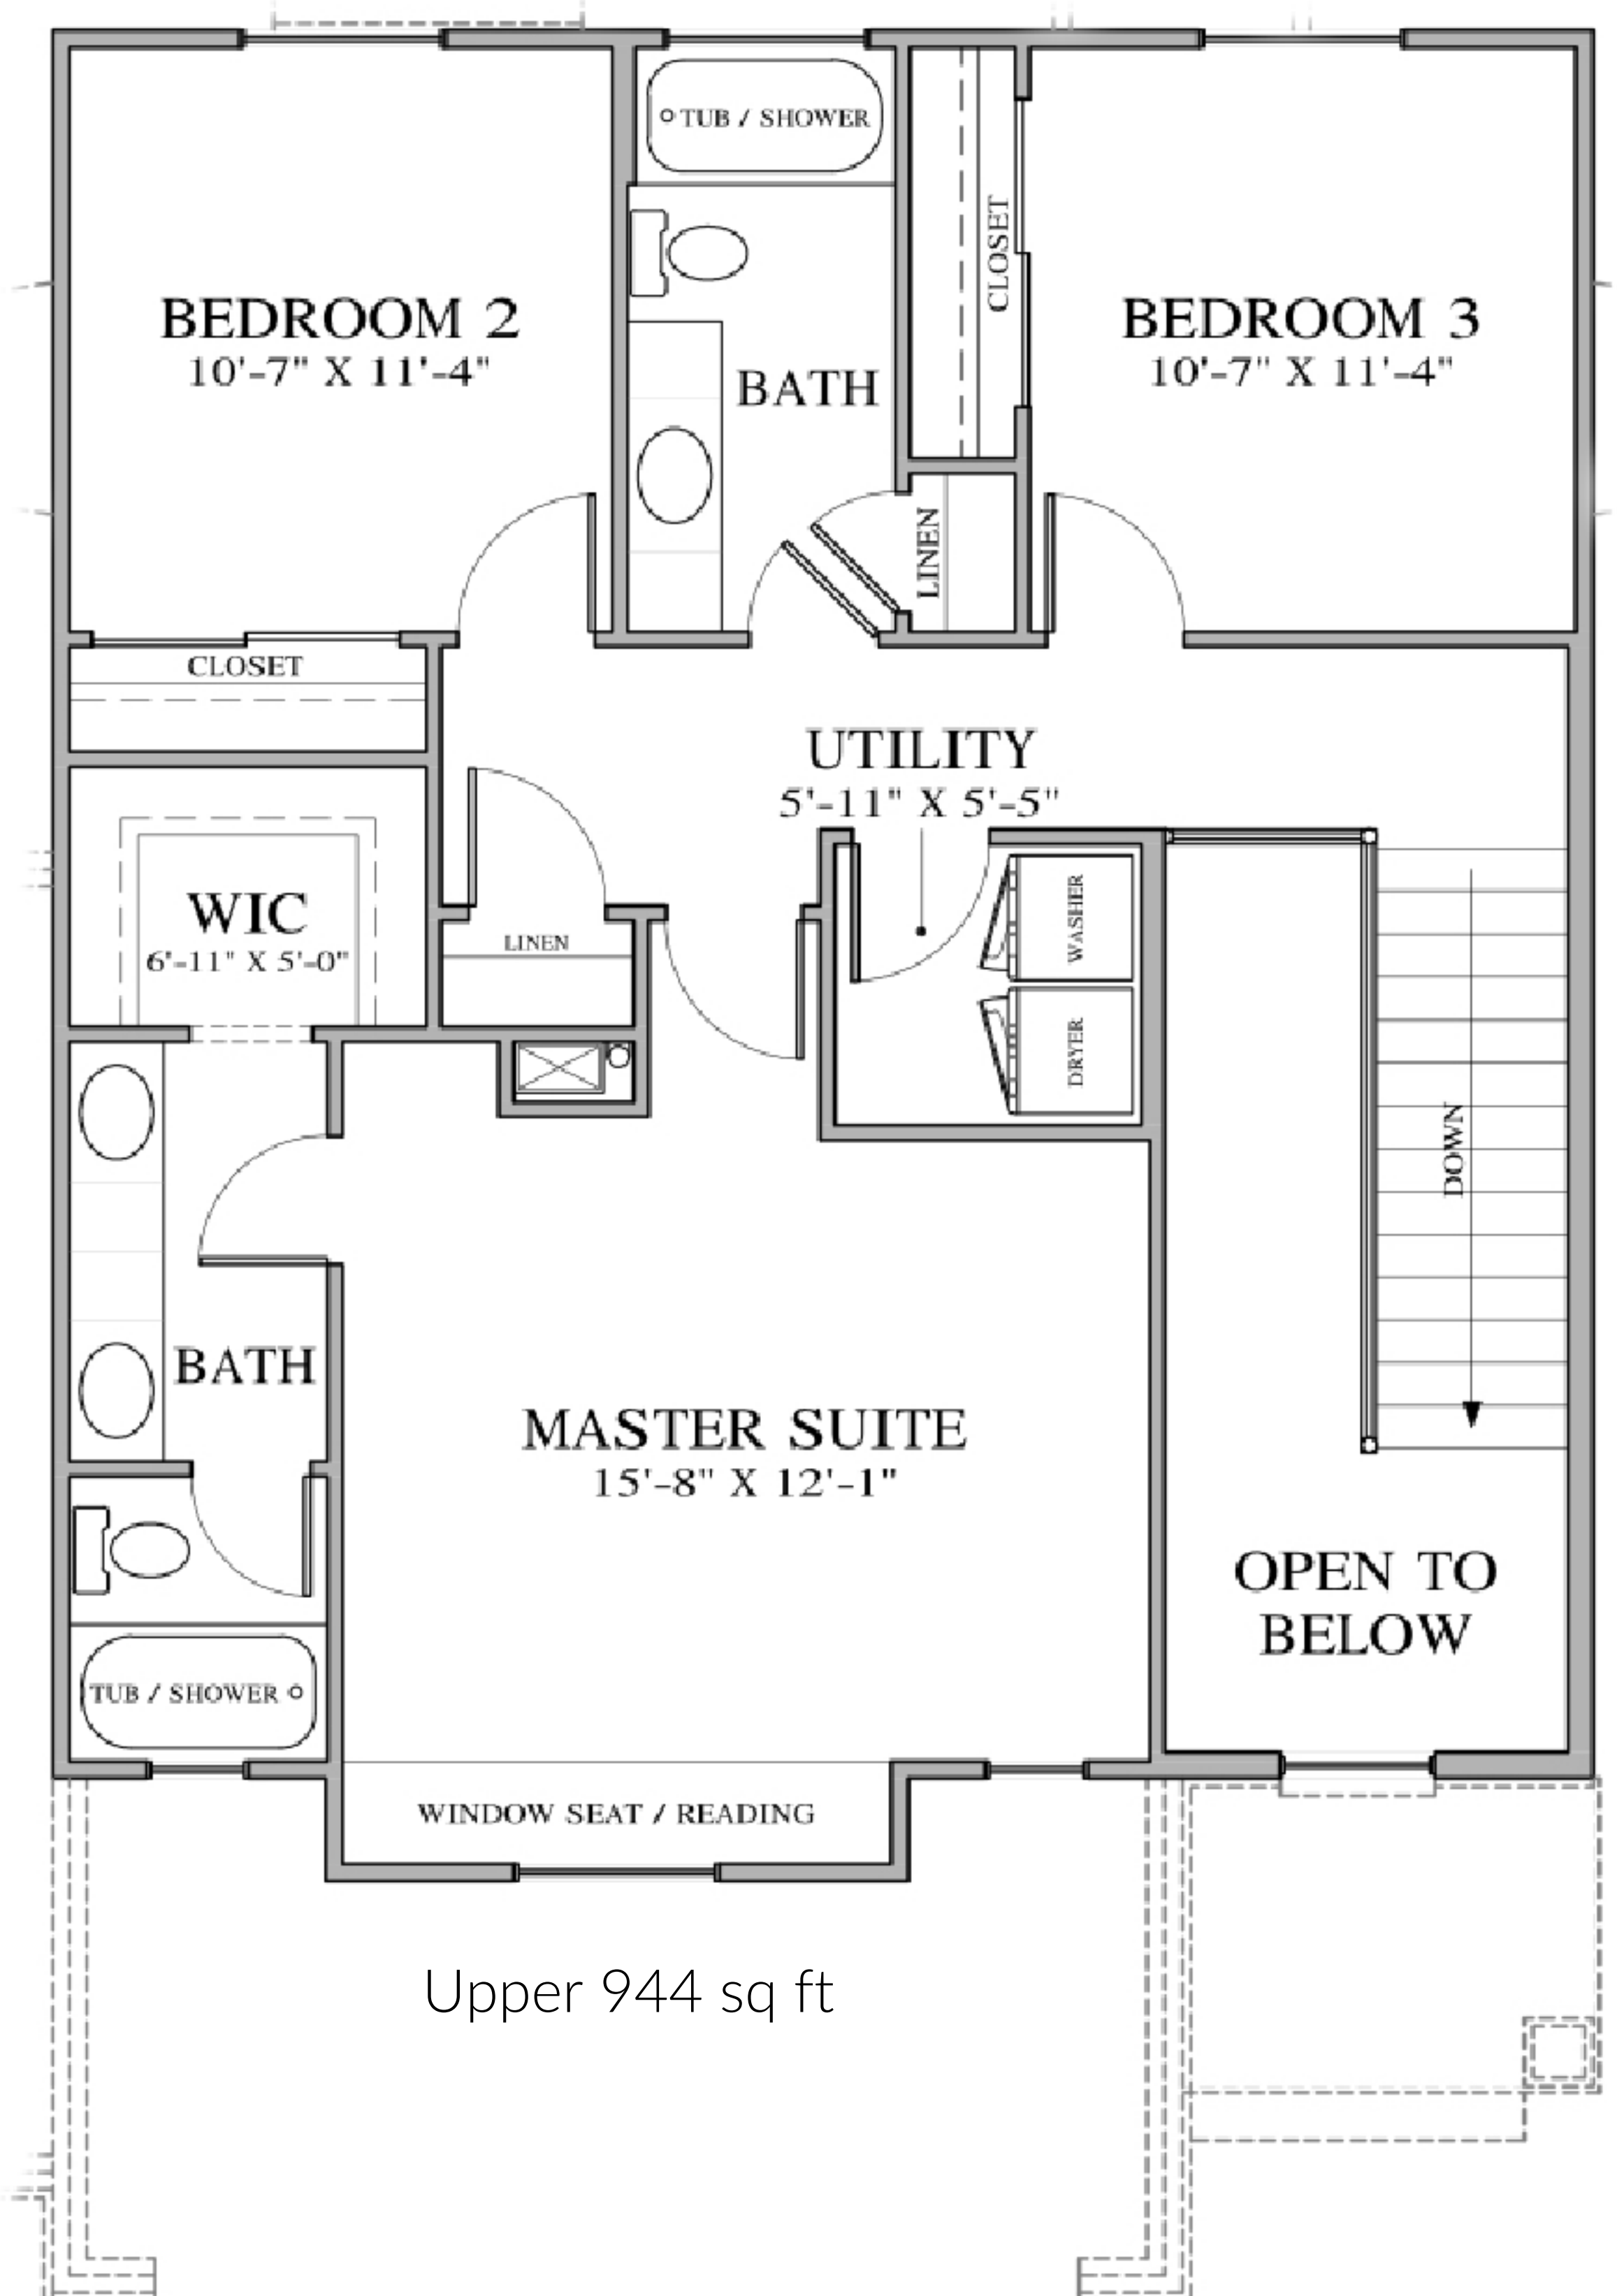 TUB / SHOWER
CLOSET
BEDROOM 2
10'-7" X 11'-4"
BATH
BEDROOM 3
10'-7" X 11'-4"
LINEN
CLOSET
UTILITY
5'-11" X 5'-5"
WIC
6'-11" X 5'-0"
LINEN
WASHER
DRYER
DOWN
BATH
MASTER SUITE
15'-8" X 12'-1"
OPEN TO
BELOW
TUB / SHOWER
WINDOW SEAT / READING
Upper 944 sq ft